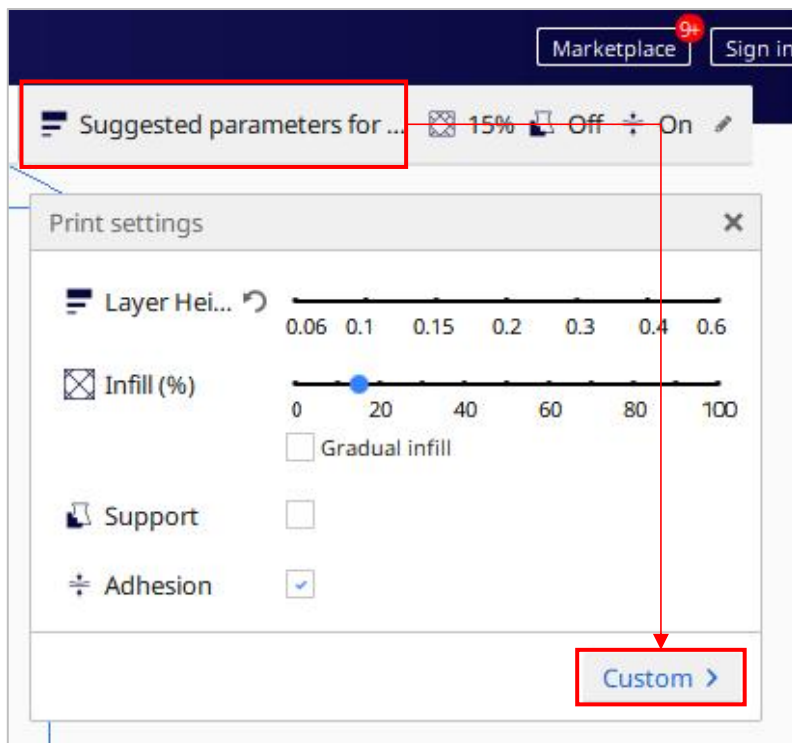 Marketplace
9+
Sign in
Suggested parameters for ... 15% Off On
Print settings
Layer Hei...
0.06 0.1 0.15 0.2 0.3 0.4 0.6
Infill (%)
0 20 40 60 80 100
Gradual infill
Support
Adhesion
Custom